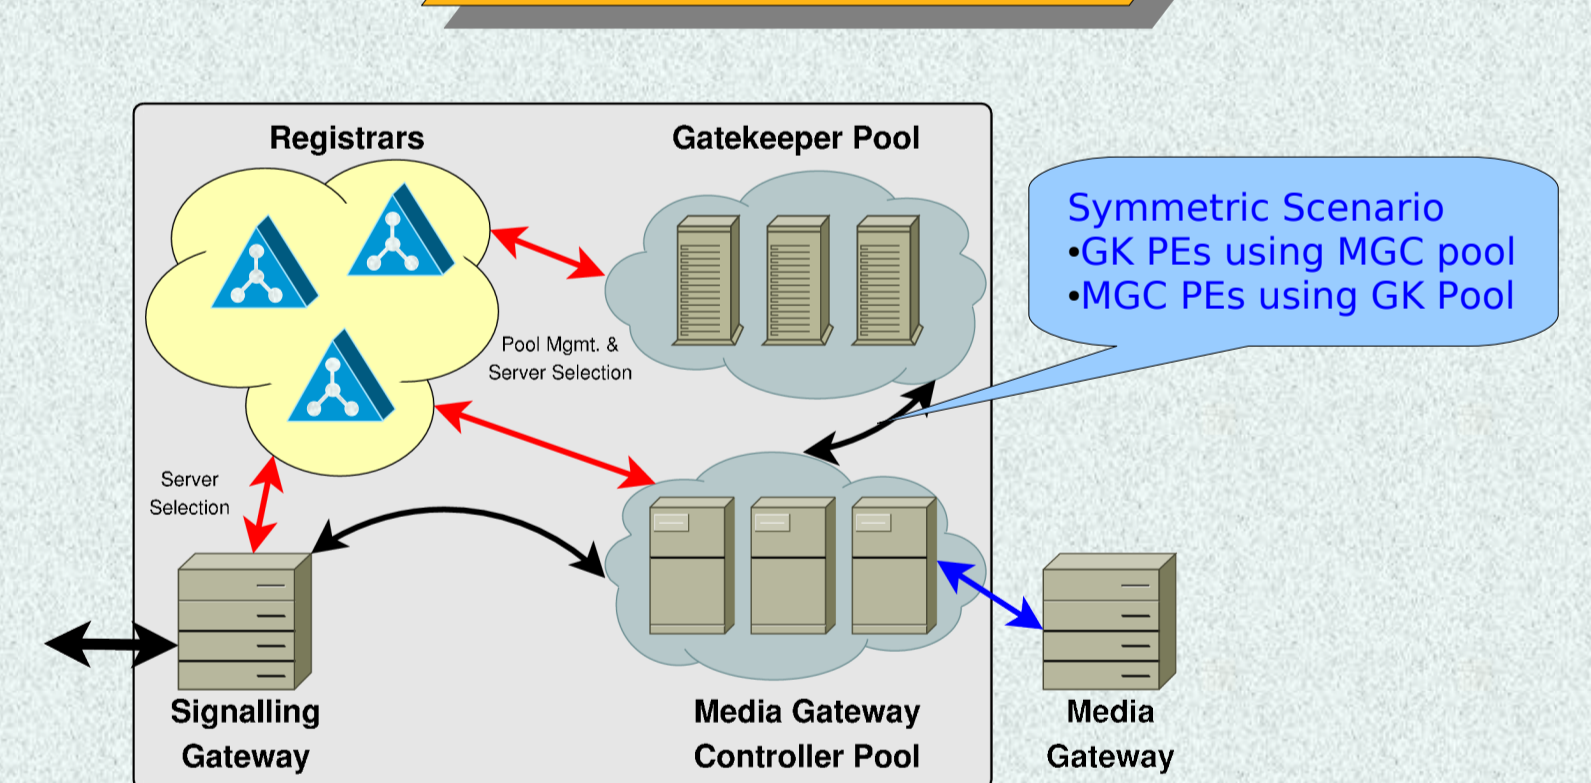 Registrars
Gatekeeper Pool
Symmetric Scenario
•GK PEs using MGC pool
•MGC PEs using GK Pool
Pool Mgmt. &
Server Selection
Server
Selection
Signalling
Gateway
Media Gateway
Controller Pool
Media
Gateway